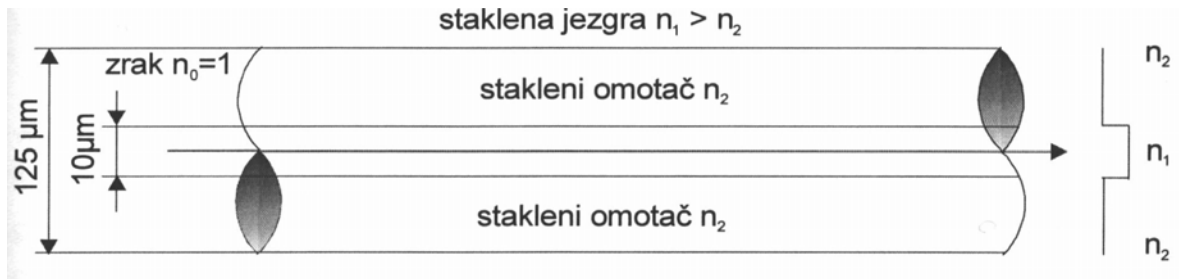 staklena jezgra n₁ > n₂
zrak n₀=1
stakleni omotač n₂
125 µm
10µm
stakleni omotač n₂
n₂
n₁
n₂